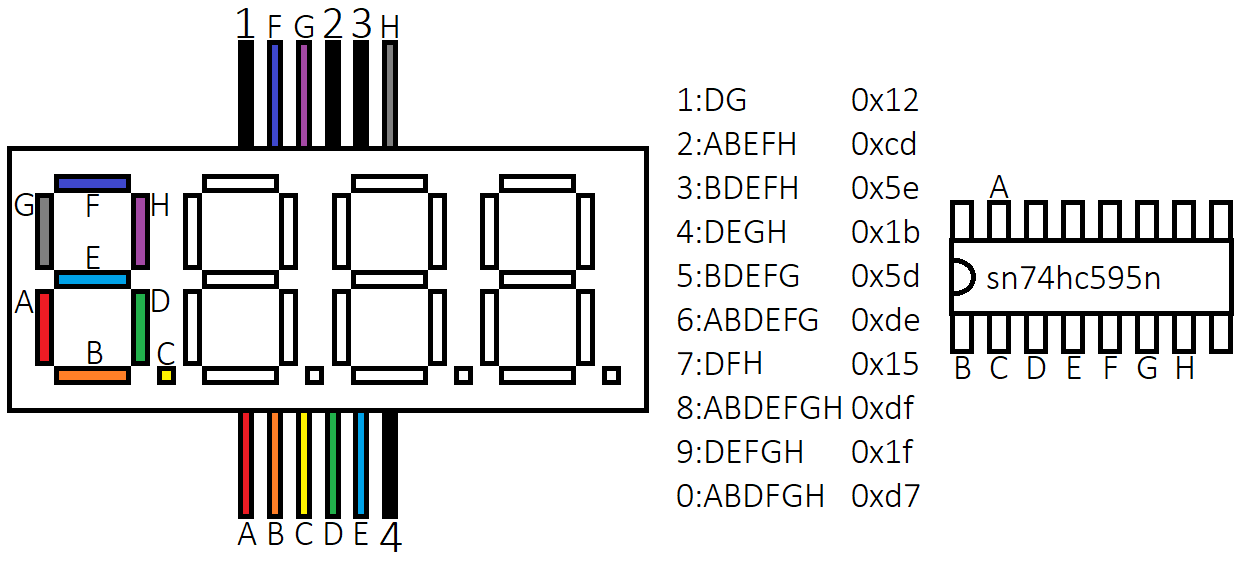 1 F G 2 3 H
G F H
E
A D
B C
A B C D E 4
1:DG 0x12
2:ABEFH 0xcd
3:BDEFH 0x5e
4:DEGH 0x1b
5:BDEFG 0x5d
6:ABDEFG 0xde
7:DFH 0x15
8:ABDEFGH 0xdf
9:DEFGH 0x1f
0:ABDFGH 0xd7
A
sn74hc595n
B C D E F G H